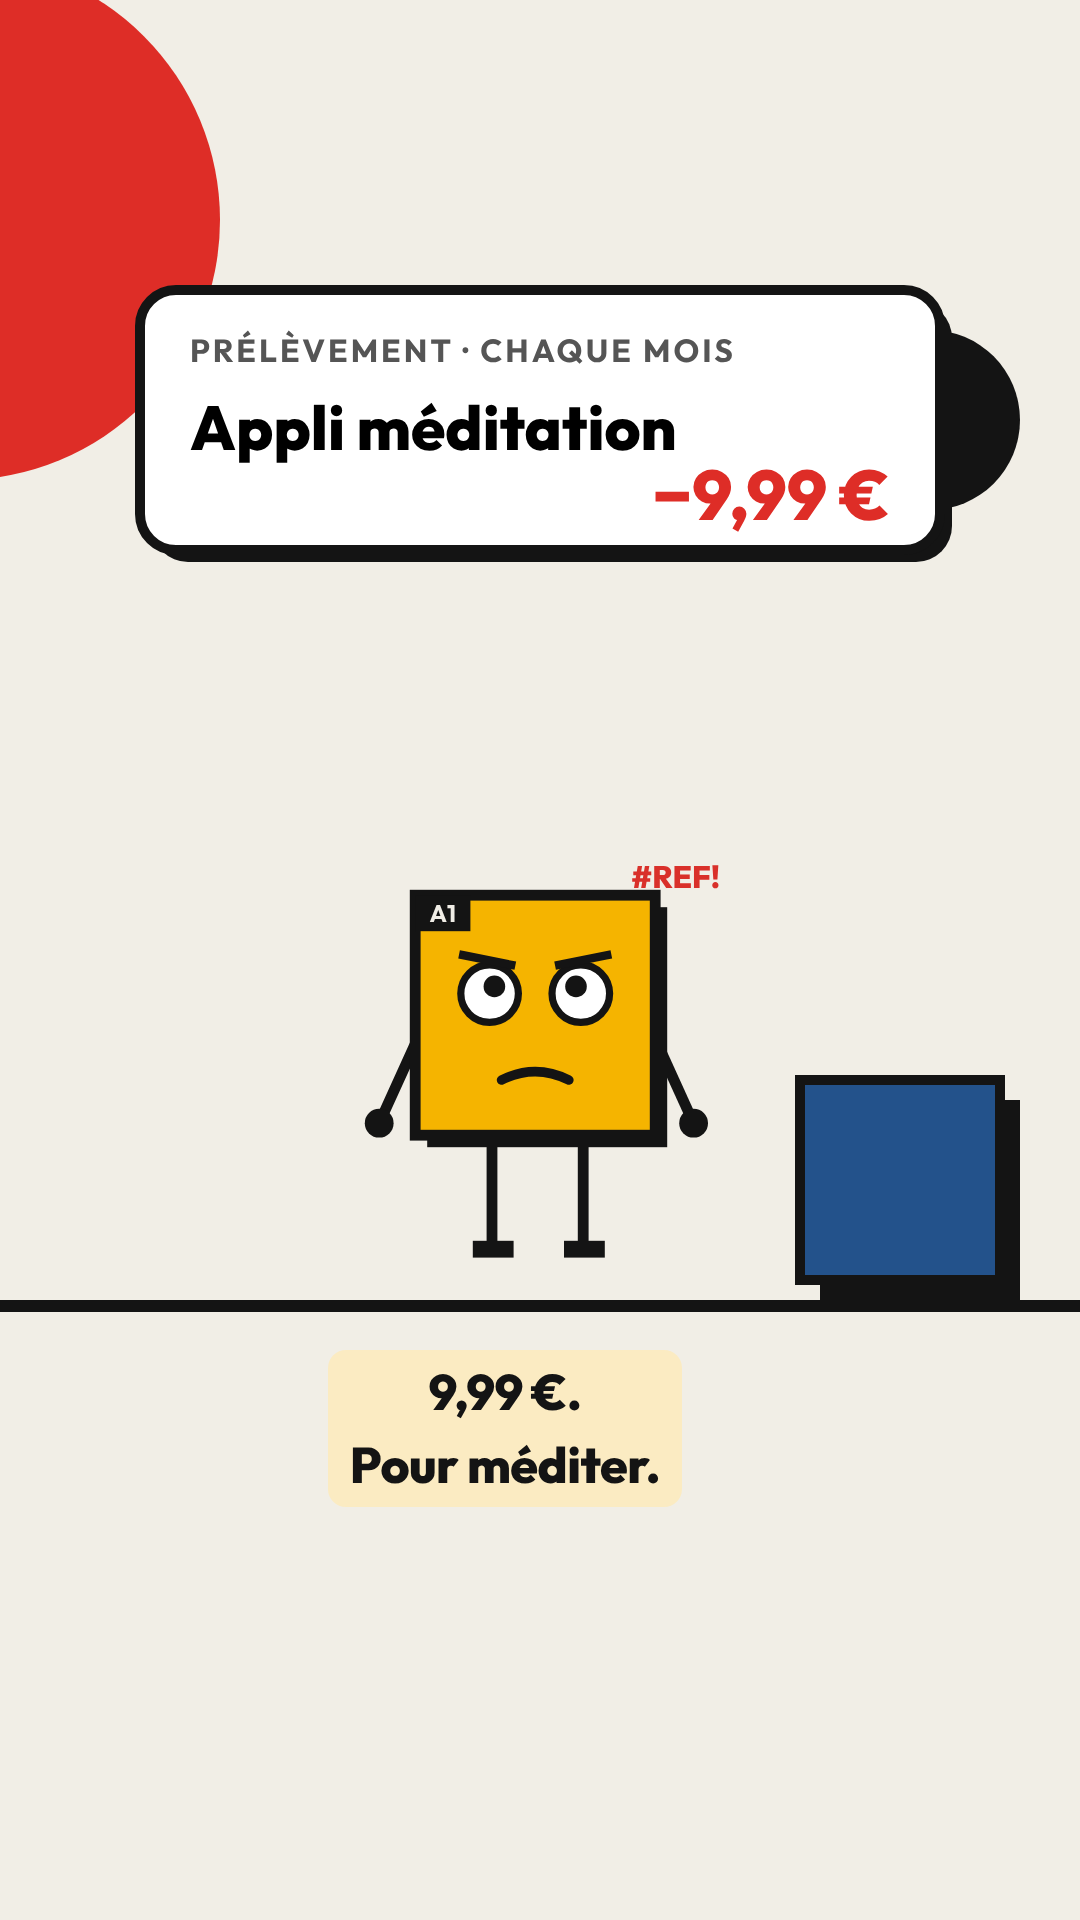 PRÉLÈVEMENT · CHAQUE MOIS
Appli méditation
−9,99 €
#REF!
A1
9,99 €.
Pour méditer.